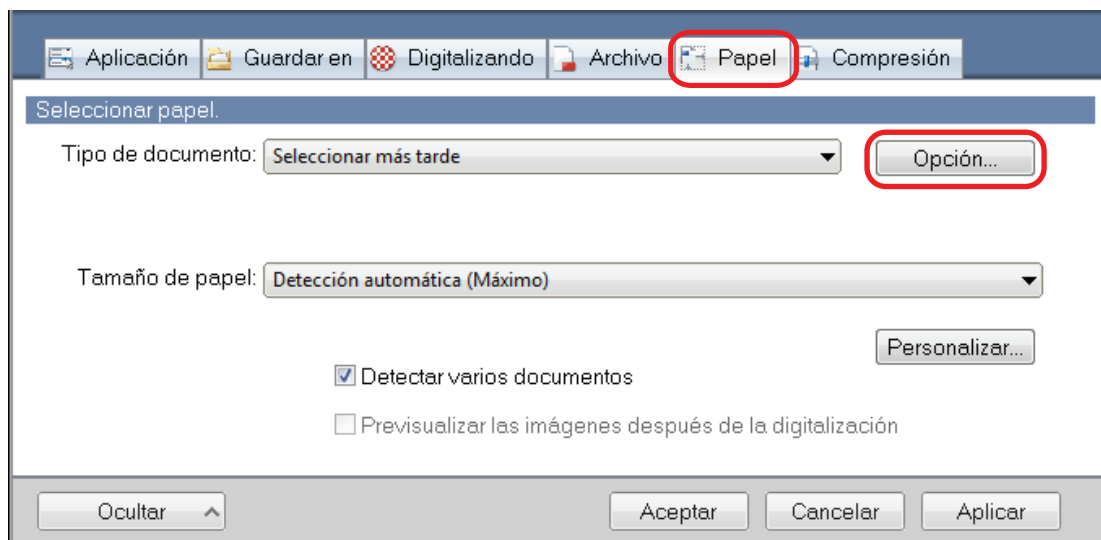 Aplicación Guardar en Digitalizando Archivo Papel Compresión
Seleccionar papel.
Tipo de documento: Seleccionar más tarde Opción...
Tamaño de papel: Detección automática (Máximo)
Personalizar...
Detectar varios documentos
Previsualizar las imágenes después de la digitalización
Ocultar Aceptar Cancelar Aplicar